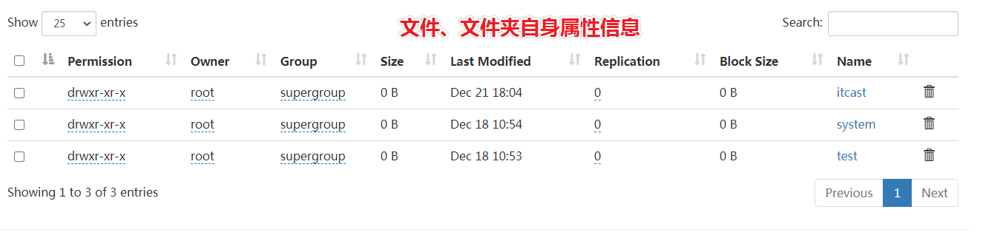 Show 25 entries 文件、文件夹自身属性信息 Search:
Permission Owner Group Size Last Modified Replication Block Size Name
drwxr-xr-x root supergroup 0 B Dec 21 18:04 0 0 B itcast
drwxr-xr-x root supergroup 0 B Dec 18 10:54 0 0 B system
drwxr-xr-x root supergroup 0 B Dec 18 10:53 0 0 B test
Showing 1 to 3 of 3 entries Previous 1 Next